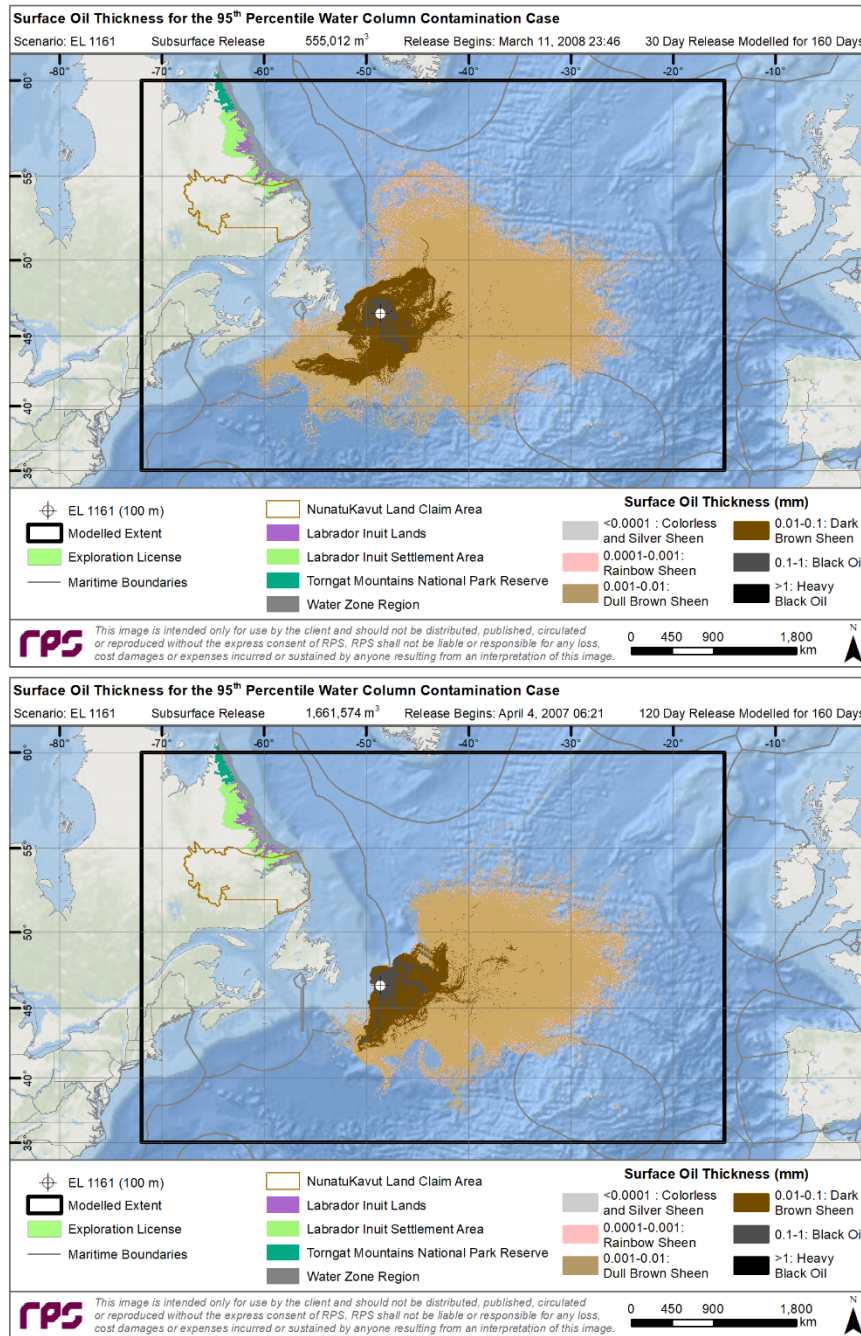 Surface Oil Thickness for the 95th Percentile Water Column Contamination Case
Scenario: EL 1161 Subsurface Release 555,012 m³ Release Begins: March 11, 2008 23:46 30 Day Release Modelled for 160 Days
-80° -70° -60° -50° -40° -30° -20° -10°
60°
55°
50°
45°
40°
35°
EL 1161 (100 m)
Modelled Extent
Exploration License
Maritime Boundaries
NunatuKavut Land Claim Area
Labrador Inuit Lands
Labrador Inuit Settlement Area
Torngat Mountains National Park Reserve
Water Zone Region
Surface Oil Thickness (mm)
<0.0001 : Colorless
and Silver Sheen
0.0001-0.001:
Rainbow Sheen
0.001-0.01:
Dull Brown Sheen
0.01-0.1: Dark
Brown Sheen
0.1-1: Black Oil
>1: Heavy
Black Oil
rps
This image is intended only for use by the client and should not be distributed, published, circulated
or reproduced without the express consent of RPS. RPS shall not be liable or responsible for any loss,
cost damages or expenses incurred or sustained by anyone resulting from an interpretation of this image.
0 450 900 1,800
km
N
Surface Oil Thickness for the 95th Percentile Water Column Contamination Case
Scenario: EL 1161 Subsurface Release 1,661,574 m³ Release Begins: April 4, 2007 06:21 120 Day Release Modelled for 160 Days
-80° -70° -60° -50° -40° -30° -20° -10°
60°
55°
50°
45°
40°
35°
EL 1161 (100 m)
Modelled Extent
Exploration License
Maritime Boundaries
NunatuKavut Land Claim Area
Labrador Inuit Lands
Labrador Inuit Settlement Area
Torngat Mountains National Park Reserve
Water Zone Region
Surface Oil Thickness (mm)
<0.0001 : Colorless
and Silver Sheen
0.0001-0.001:
Rainbow Sheen
0.001-0.01:
Dull Brown Sheen
0.01-0.1: Dark
Brown Sheen
0.1-1: Black Oil
>1: Heavy
Black Oil
rps
This image is intended only for use by the client and should not be distributed, published, circulated
or reproduced without the express consent of RPS. RPS shall not be liable or responsible for any loss,
cost damages or expenses incurred or sustained by anyone resulting from an interpretation of this image.
0 450 900 1,800
km
N